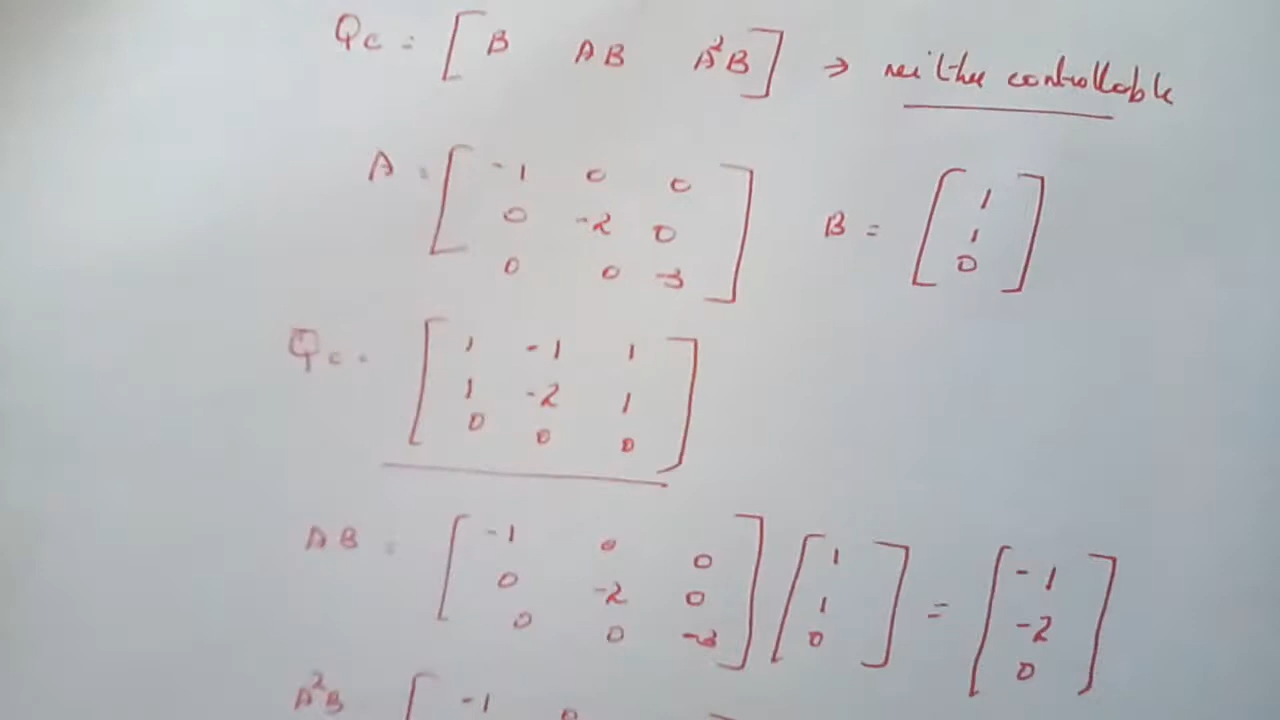 Qc = [ B AB A²B ] → neither controllable
A = [ -1 0 0
0 -2 0
0 0 -3 ] B = [ 1
1
0 ]
Qc = [ 1 -1 1
1 -2 1
0 0 0 ]
AB = [ -1 0 0
0 -2 0
0 0 -3 ] [ 1
1
0 ] = [ -1
-2
0 ]
A²B [ -1 0